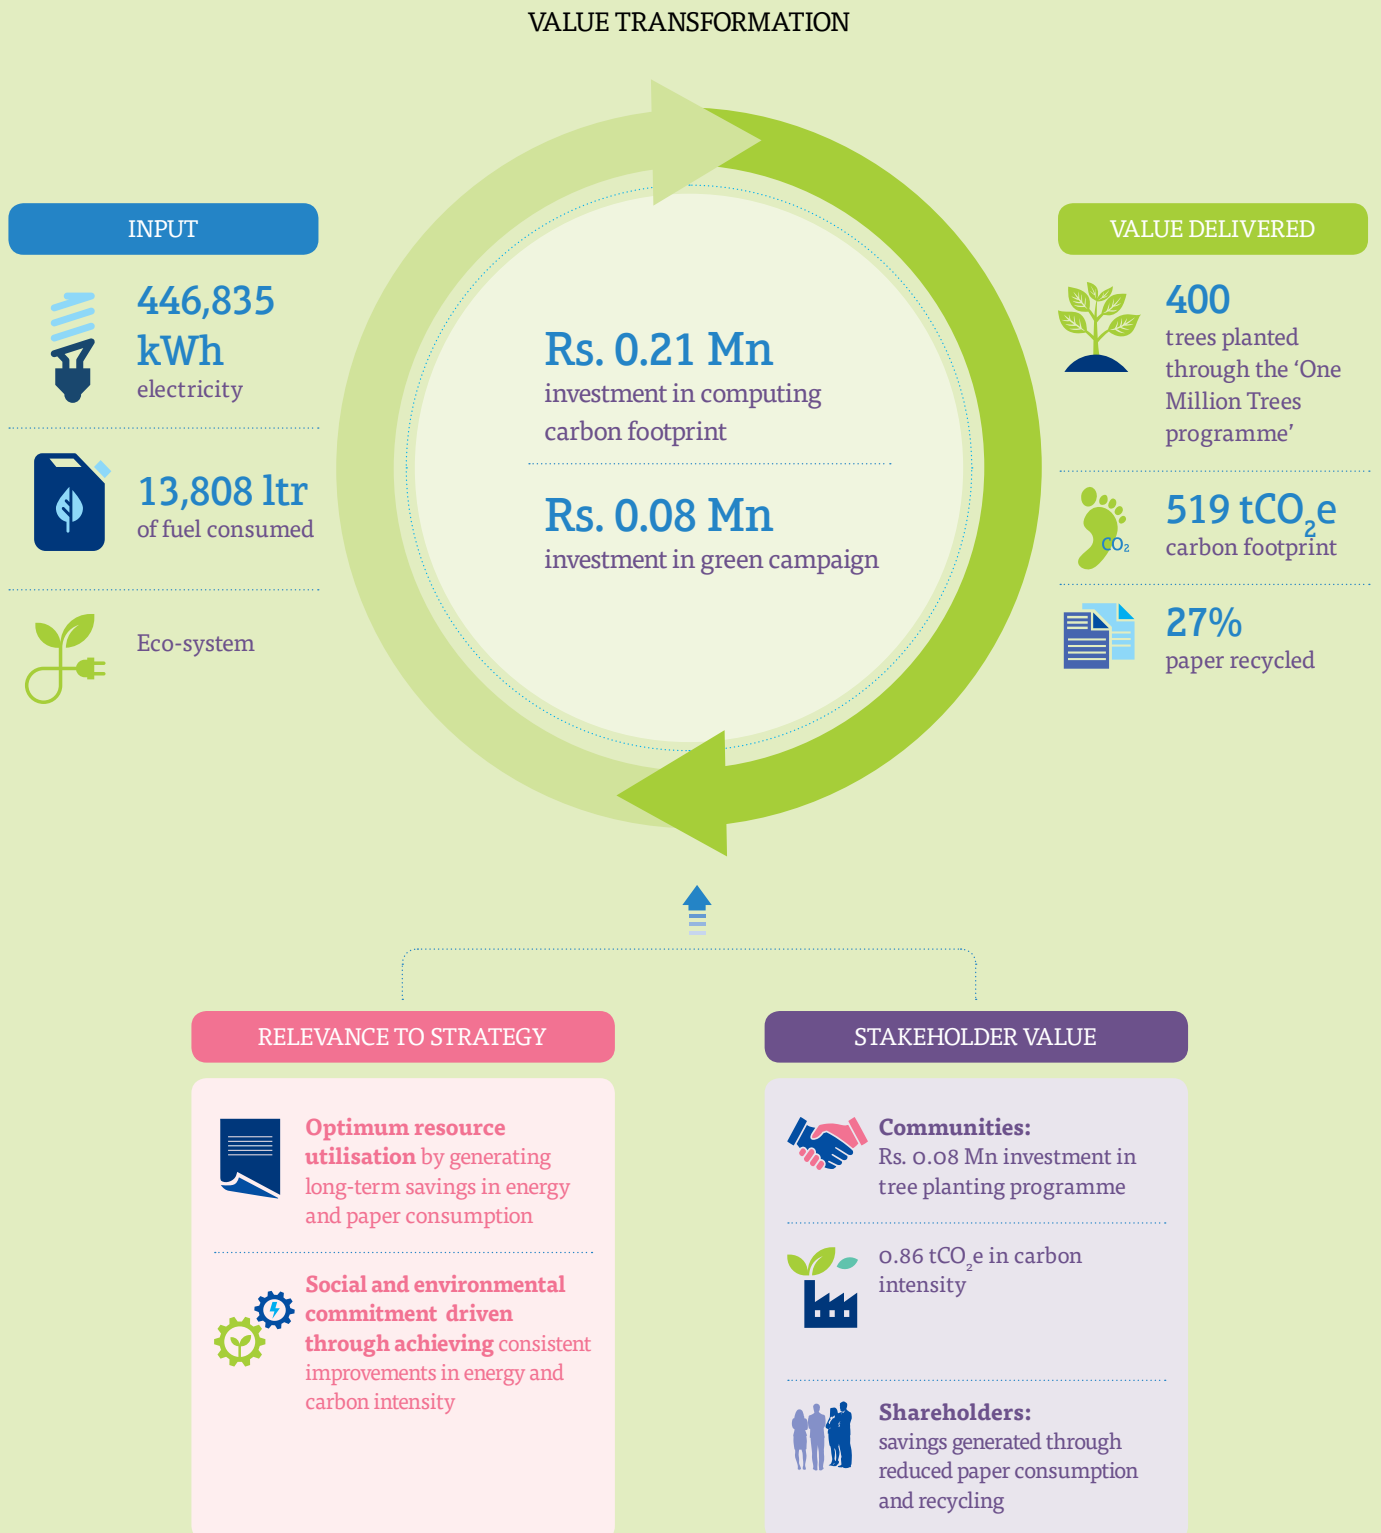 VALUE TRANSFORMATION
INPUT
446,835
kWh
electricity
13,808 ltr
of fuel consumed
Eco-system
Rs. 0.21 Mn
investment in computing
carbon footprint
Rs. 0.08 Mn
investment in green campaign
VALUE DELIVERED
400
trees planted
through the ‘One
Million Trees
programme’
519 tCO₂e
carbon footprint
CO₂
27%
paper recycled
RELEVANCE TO STRATEGY
Optimum resource
utilisation by generating
long-term savings in energy
and paper consumption
Social and environmental
commitment driven
through achieving consistent
improvements in energy and
carbon intensity
STAKEHOLDER VALUE
Communities:
Rs. 0.08 Mn investment in
tree planting programme
0.86 tCO₂e in carbon
intensity
Shareholders:
savings generated through
reduced paper consumption
and recycling